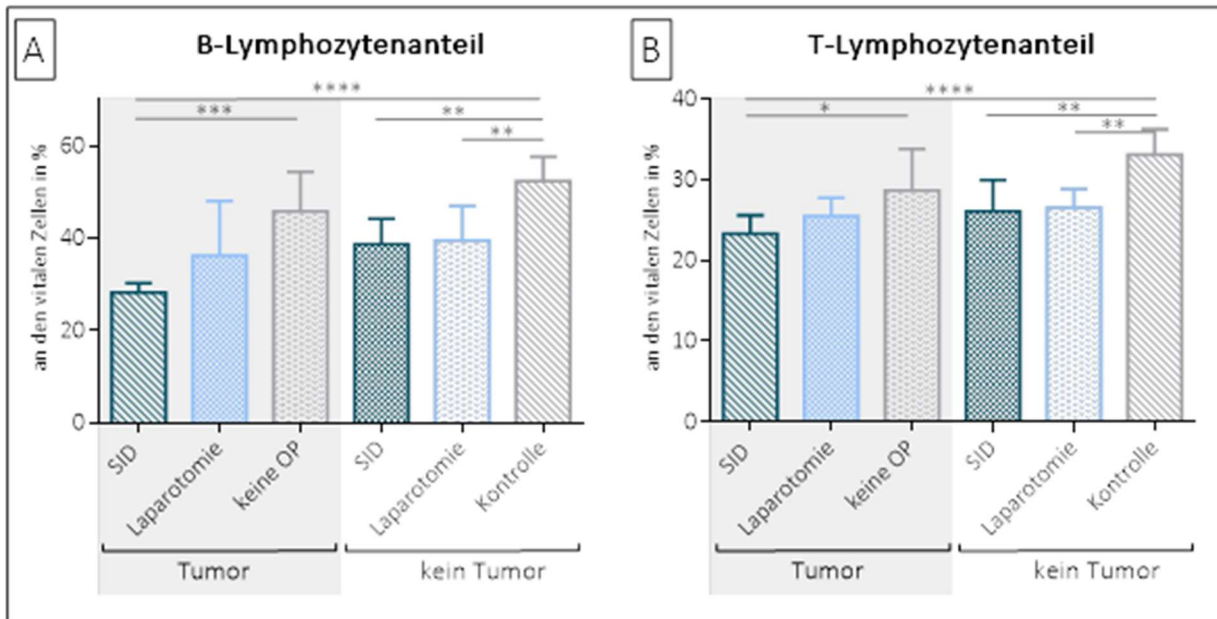 A
B-Lymphozytenanteil
****
***
**
**
an den vitalen Zellen in %
60
40
20
0
SID
Laparotomie
keine OP
SID
Laparotomie
Kontrolle
Tumor
kein Tumor
B
T-Lymphozytenanteil
****
*
**
**
an den vitalen Zellen in %
40
30
20
10
0
SID
Laparotomie
keine OP
SID
Laparotomie
Kontrolle
Tumor
kein Tumor